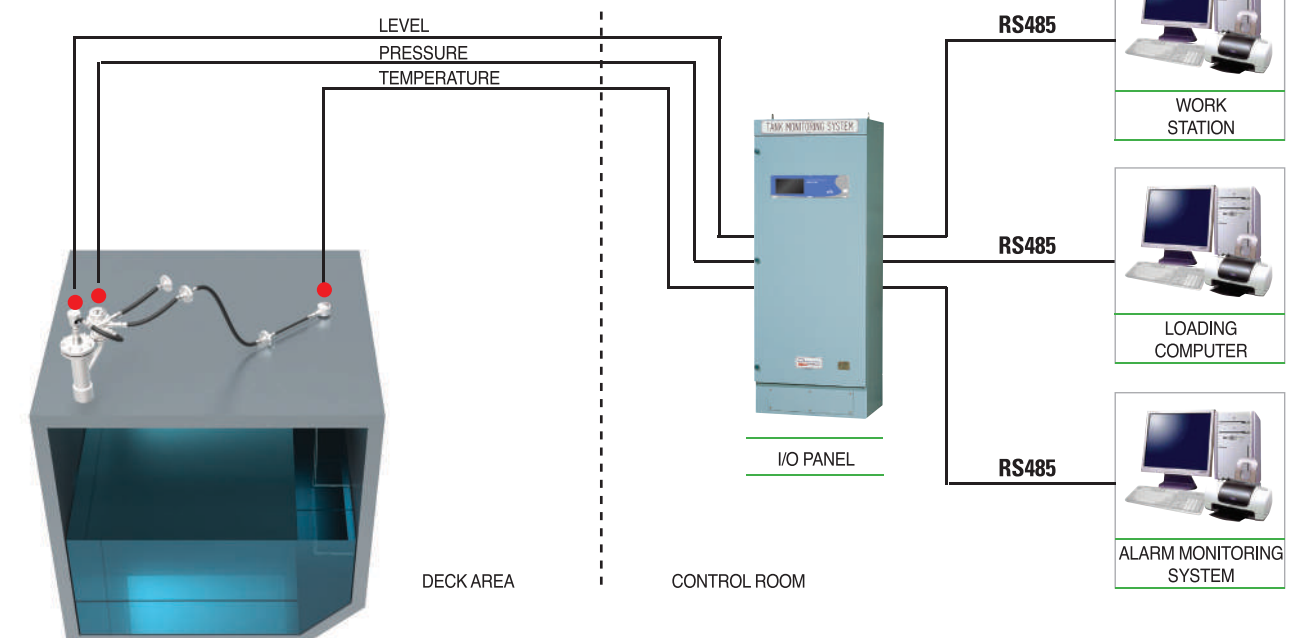 LEVEL
PRESSURE
TEMPERATURE
RS485
WORK
STATION
TANK MONITORING SYSTEM
RS485
LOADING
COMPUTER
I/O PANEL
RS485
ALARM MONITORING
SYSTEM
DECK AREA
CONTROL ROOM